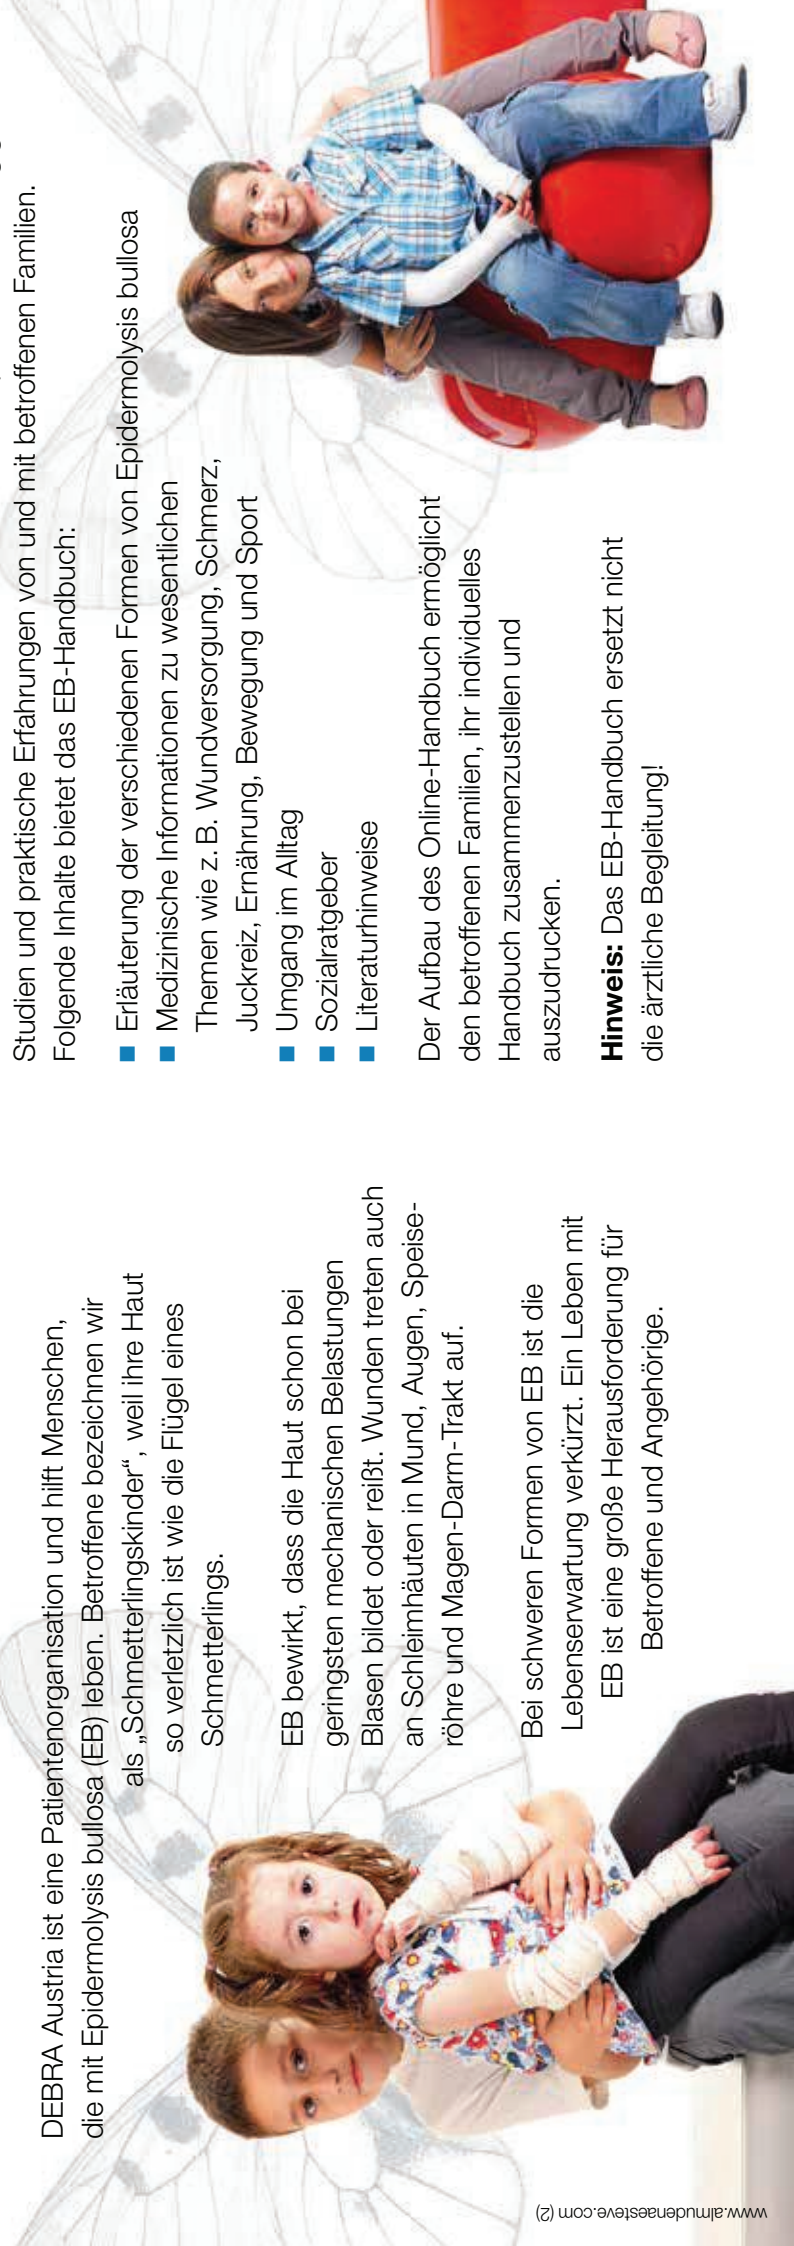 DEBRA Austria ist eine Patientenorganisation und hilft Menschen,
die mit Epidermolysis bullosa (EB) leben. Betroffene bezeichnen wir
als „Schmetterlingskinder“, weil ihre Haut
so verletzlich ist wie die Flügel eines
Schmetterlings.
EB bewirkt, dass die Haut schon bei
geringsten mechanischen Belastungen
Blasen bildet oder reißt. Wunden treten auch
an Schleimhäuten in Mund, Augen, Speise-
röhre und Magen-Darm-Trakt auf.
Bei schweren Formen von EB ist die
Lebenserwartung verkürzt. Ein Leben mit
EB ist eine große Herausforderung für
Betroffene und Angehörige.
www.almudenaesteve.com (2)
Studien und praktische Erfahrungen von und mit betroffenen Familien.
Folgende Inhalte bietet das EB-Handbuch:
■ Erläuterung der verschiedenen Formen von Epidermolysis bullosa
■ Medizinische Informationen zu wesentlichen
Themen wie z. B. Wundversorgung, Schmerz,
Juckreiz, Ernährung, Bewegung und Sport
■ Umgang im Alltag
■ Sozialratgeber
■ Literaturhinweise
Der Aufbau des Online-Handbuch ermöglicht
den betroffenen Familien, ihr individuelles
Handbuch zusammenzustellen und
auszudrucken.
Hinweis: Das EB-Handbuch ersetzt nicht
die ärztliche Begleitung!